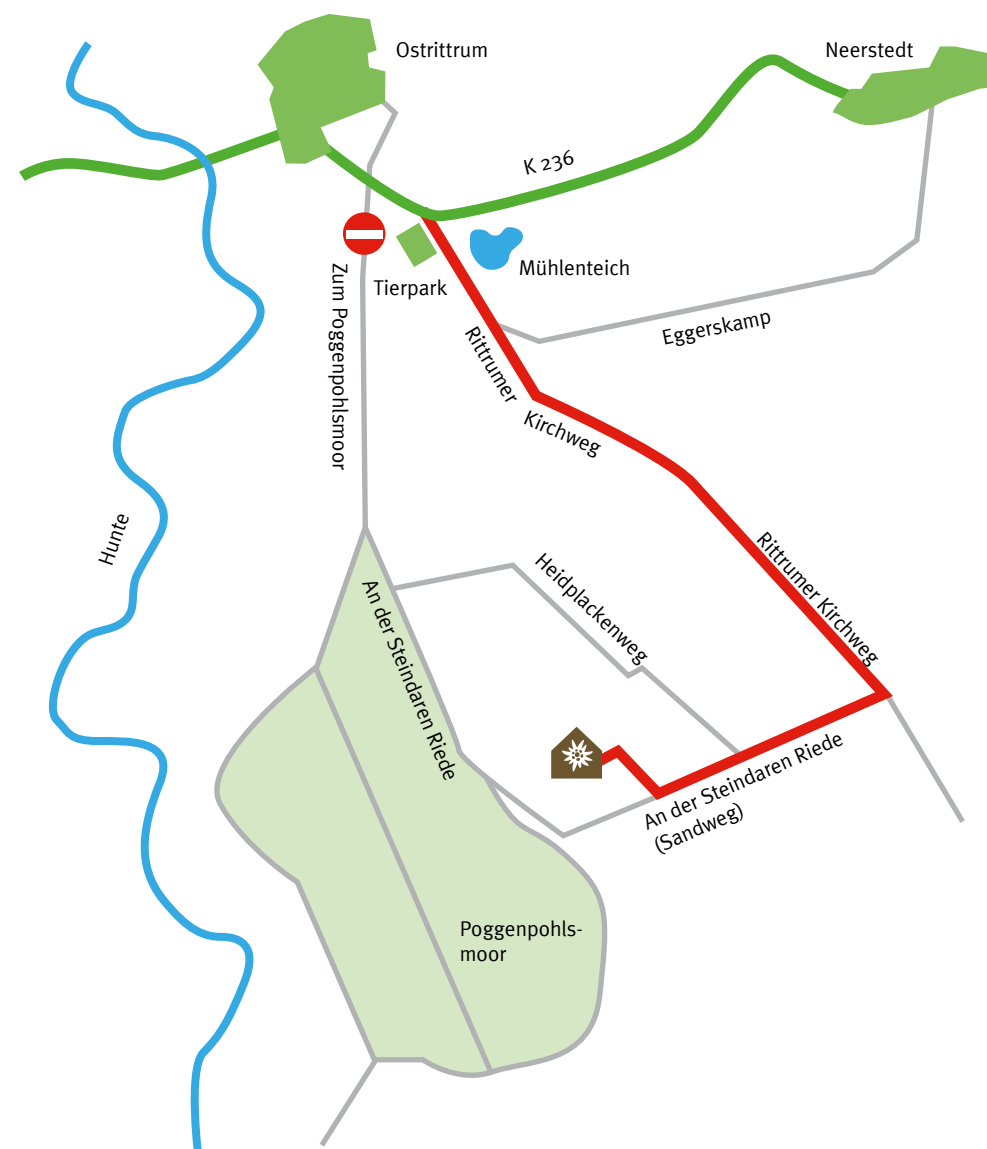 Ostrittrum
Neerstedt
K 236
Mühlenteich
Tierpark
Zum Poggenpohlsmoor
Eggerskamp
Rittrumer
Kirchweg
Hunte
Rittrumer Kirchweg
Heidplackenweg
An der Steindaren Riede
An der Steindaren Riede
(Sandweg)
Poggenpohls-
moor